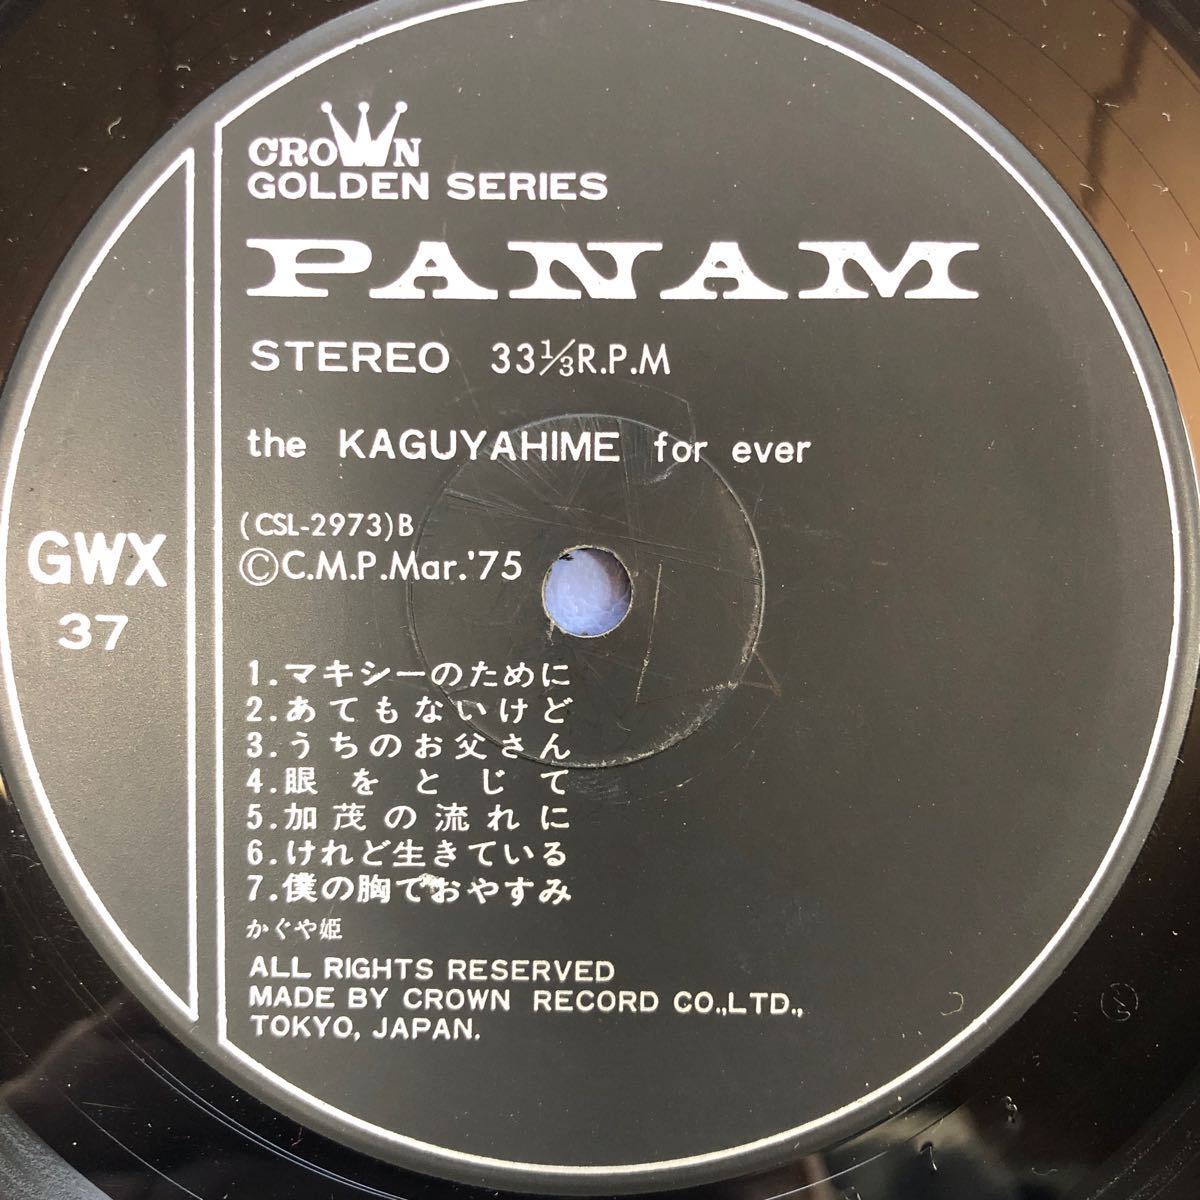 CROWN
GOLDEN SERIES
PANAM
STEREO 33⅓R.P.M
the KAGUYAHIME for ever
(CSL-2973)B
©C.M.P.Mar.'75
GWX
37
1.マキシーのために
2.あてもないけど
3.うちのお父さん
4.眼をとじて
5.加茂の流れに
6.けれど生きている
7.僕の胸でおやすみ
かぐや姫
ALL RIGHTS RESERVED
MADE BY CROWN RECORD CO.,LTD.,
TOKYO, JAPAN.